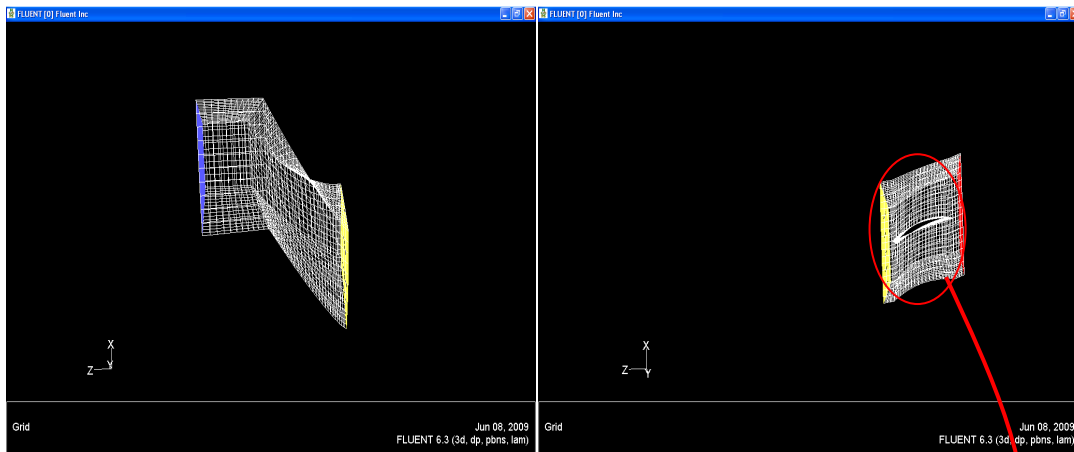 FLUENT [0] Fluent Inc
X
Z
Y
Grid
Jun 08, 2009
FLUENT 6.3 (3d, dp, pbns, lam)
FLUENT [0] Fluent Inc
X
Z
Y
Grid
Jun 08, 2009
FLUENT 6.3 (3d, dp, pbns, lam)